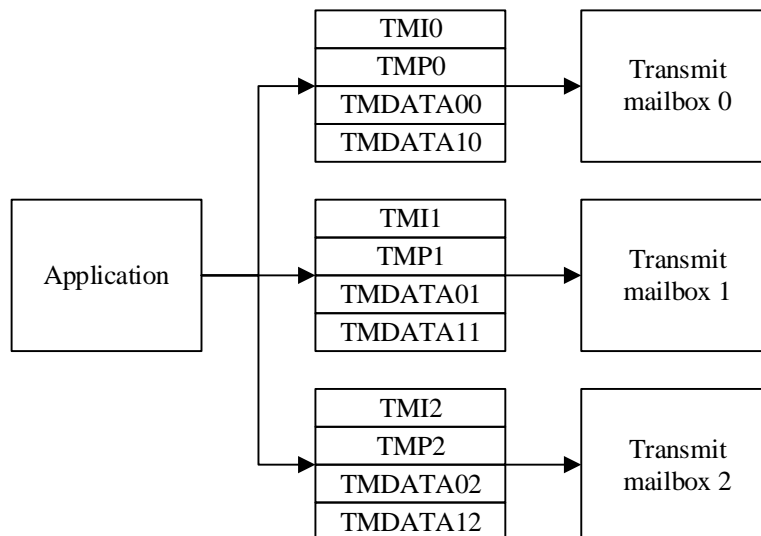 TMI0
TMP0
TMDATA00
TMDATA10
Transmit
mailbox 0
Application
TMI1
TMP1
TMDATA01
TMDATA11
Transmit
mailbox 1
TMI2
TMP2
TMDATA02
TMDATA12
Transmit
mailbox 2